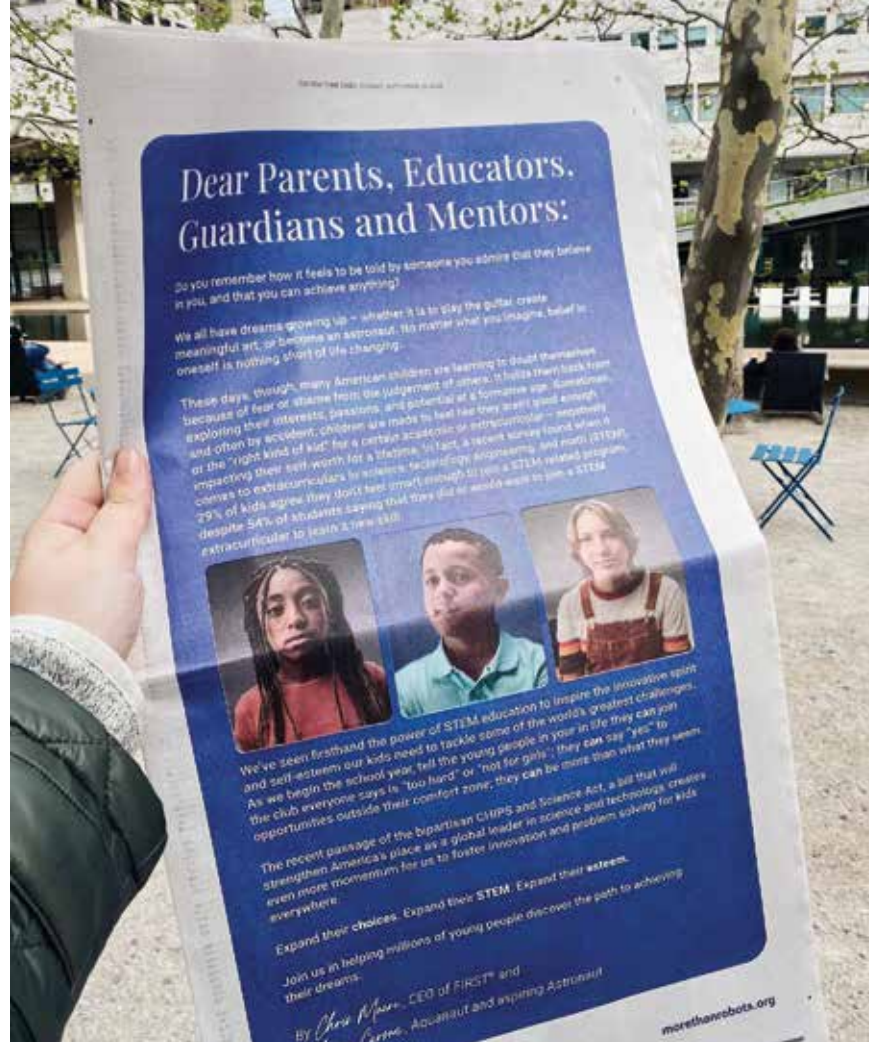 Dear Parents, Educators,
Guardians and Mentors:
Do you remember how it feels to be told by someone you admire that they believe
in you, and that you can achieve anything?
We all have dreams growing up – whether it is to play the guitar, create
meaningful art, or become an astronaut. No matter what you imagine, belief in
oneself is nothing short of life changing.
These days, though, many American children are learning to doubt themselves
because of fear or shame from the judgement of others. It holds them back from
exploring their interests, passions, and potential at a formative age. Sometimes,
and often by accident, children are made to feel like they aren't good enough
or the "right kind of kid" for a certain academic or extracurricular – negatively
impacting their self-worth for a lifetime. In fact, a recent survey found when it
comes to extracurriculars in science, technology, engineering, and math (STEM),
29% of kids agree they don't feel smart enough to join a STEM-related program,
despite 54% of students saying that they did or would want to join a STEM
extracurricular to learn a new skill.
We've seen firsthand the power of STEM education to inspire the innovative spirit
and self-esteem our kids need to tackle some of the world's greatest challenges.
As we begin the school year, tell the young people in your in life they can join
the club everyone says is "too hard" or "not for girls"; they can say "yes" to
opportunities outside their comfort zone; they can be more than what they seem.
The recent passage of the bipartisan CHIPS and Science Act, a bill that will
strengthen America's place as a global leader in science and technology, creates
even more momentum for us to foster innovation and problem solving for kids
everywhere.
Expand their choices. Expand their STEM. Expand their esteem.
Join us in helping millions of young people discover the path to achieving
their dreams.
By Chris Moore, CEO of FIRST® and
Aquanaut and aspiring Astronaut
morethanrobots.org